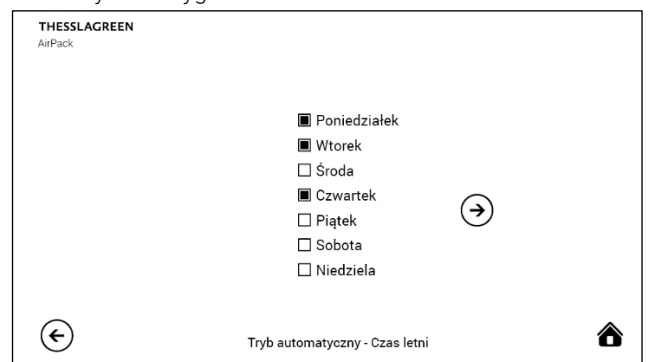 THESSLAGREEN
AirPack
Poniedziałek
Wtorek
Środa
Czwartek
Piątek
Sobota
Niedziela
Tryb automatyczny - Czas letni